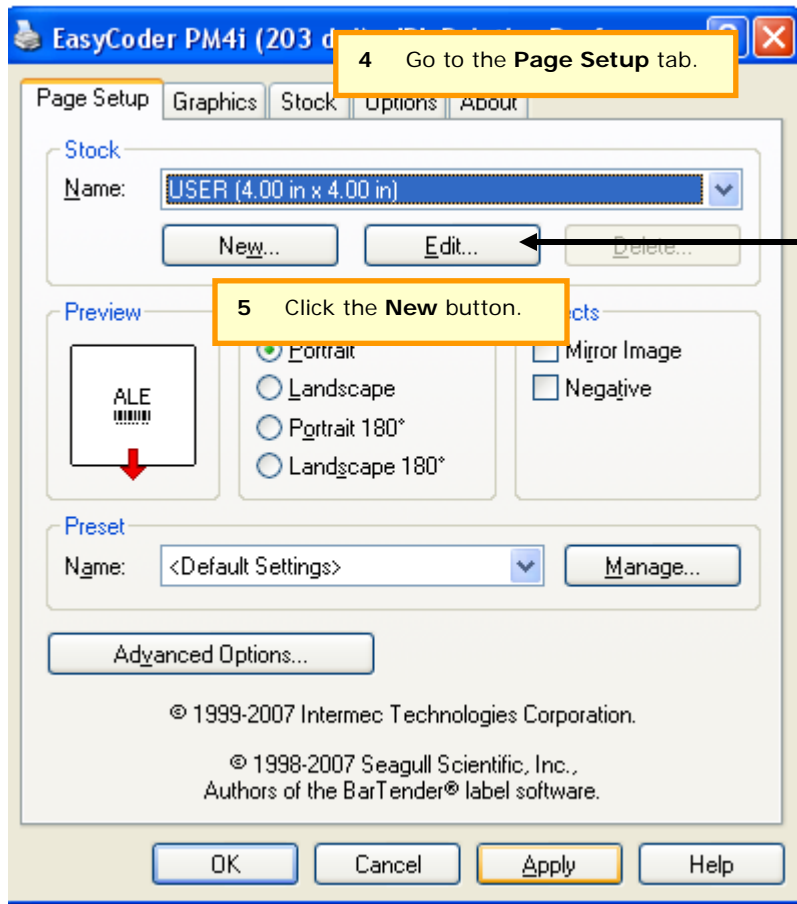 EasyCoder PM4i (203 d
4 Go to the Page Setup tab.
Page Setup Graphics Stock Options About
Stock
Name: USER (4.00 in x 4.00 in)
New... Edit... Delete...
5 Click the New button.
Preview
Portrait
Landscape
Portrait 180°
Landscape 180°
ALE
cts
Mirror Image
Negative
Preset
Name: <Default Settings> Manage...
Advanced Options...
© 1999-2007 Intermec Technologies Corporation.
© 1998-2007 Seagull Scientific, Inc.,
Authors of the BarTender® label software.
OK Cancel Apply Help